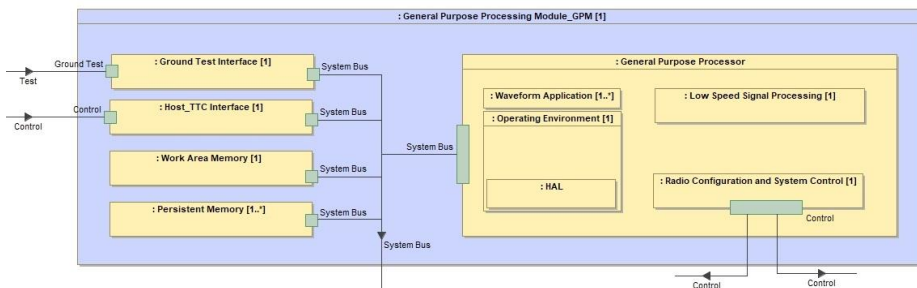 : General Purpose Processing Module_GPM [1]
Ground Test
: Ground Test Interface [1]
System Bus
: General Purpose Processor
Test
Control
: Host_TTC Interface [1]
System Bus
: Waveform Application [1..*]
: Low Speed Signal Processing [1]
Control
: Operating Environment [1]
System Bus
: Work Area Memory [1]
System Bus
: HAL
: Radio Configuration and System Control [1]
: Persistent Memory [1..*]
System Bus
Control
System Bus
Control
Control